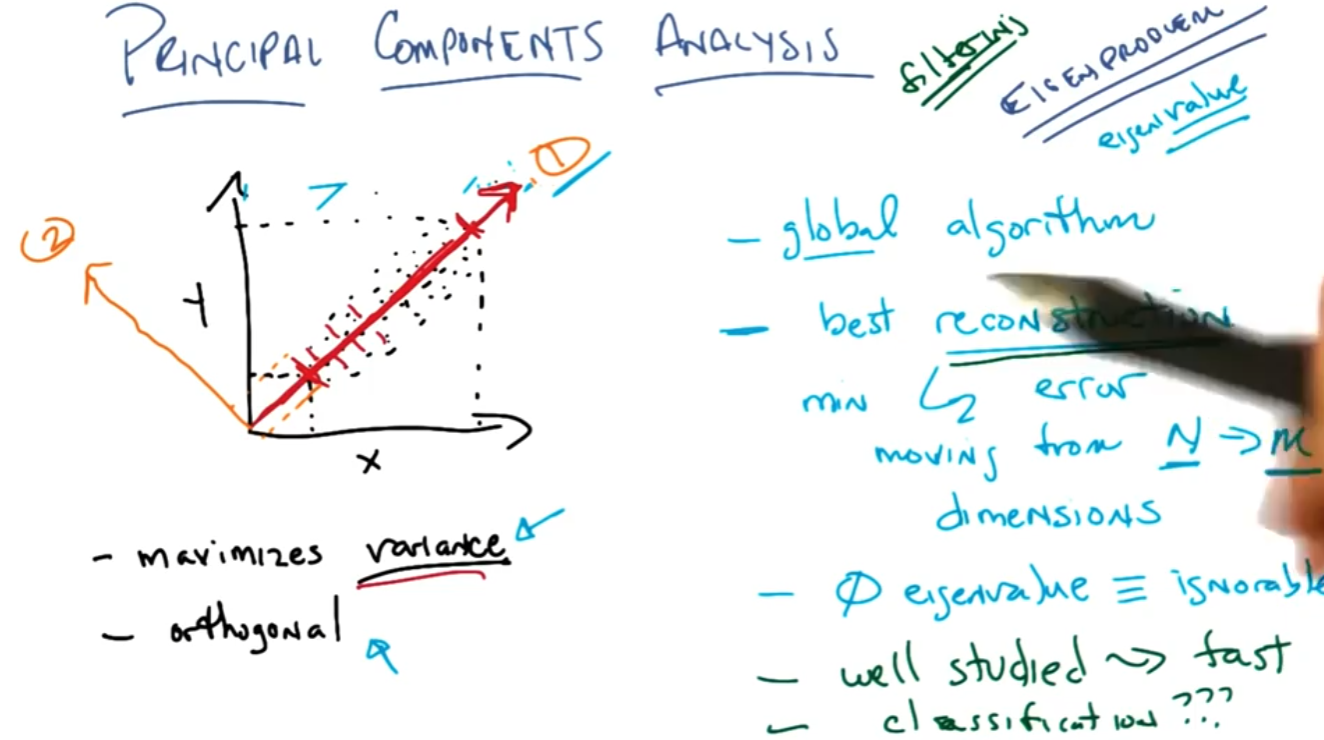 PRINCIPAL COMPONENTS ANALYSIS
filtering
EIGENPROBLEM
eigenvalue
1
2
Y
X
- maximizes variance
- orthogonal
- global algorithm
- best reconstruction
min error
moving from N → M
dimensions
- Ø eigenvalue ≡ ignorable
- well studied ⤳ fast
- classification ???